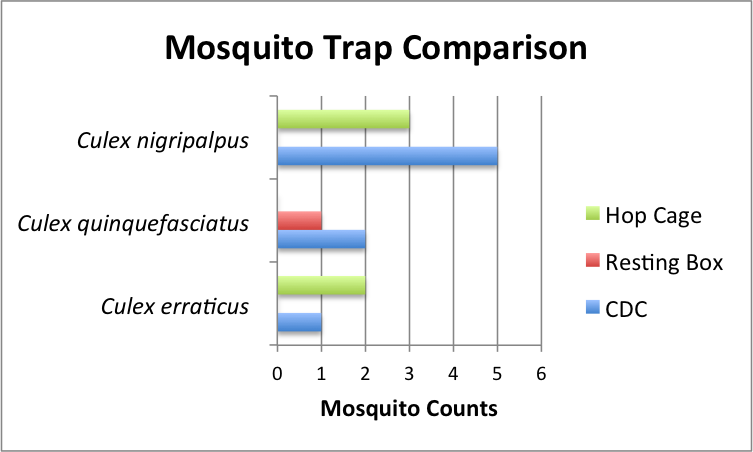 Mosquito Trap Comparison
Culex nigripalpus
Culex quinquefasciatus
Culex erraticus
Hop Cage
Resting Box
CDC
0 1 2 3 4 5 6
Mosquito Counts